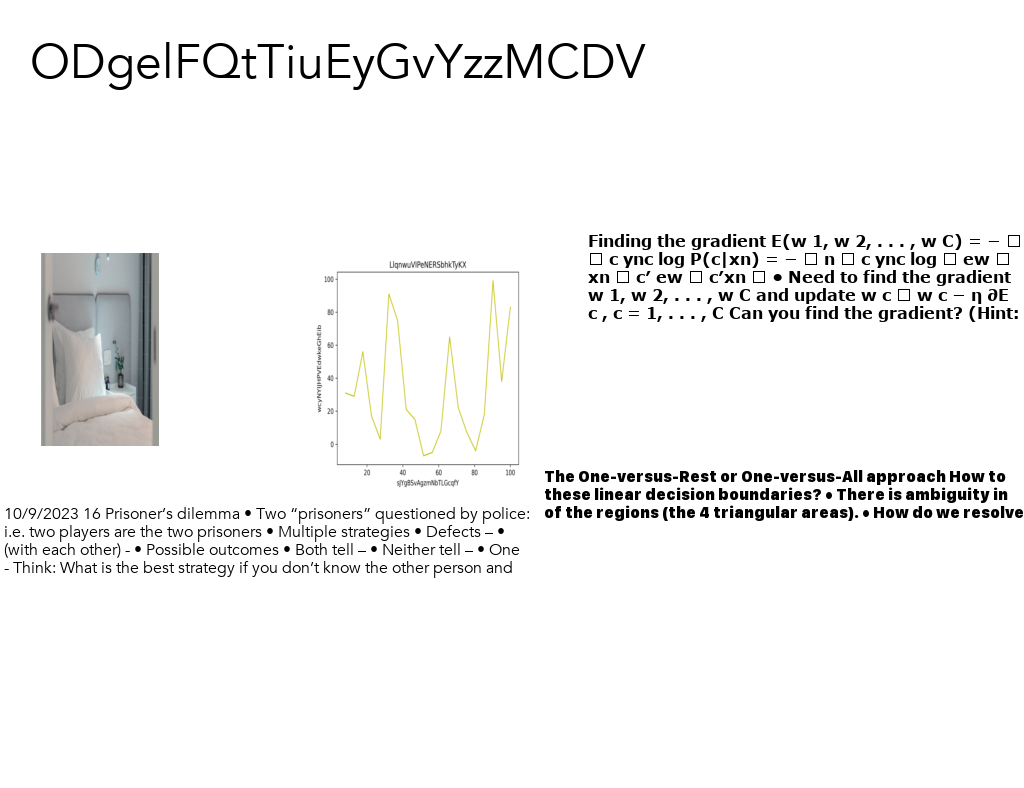 ODgelFQtTiuEyGvYzzMCDV
Finding the gradient E(w 1, w 2, . . . , w C) = − □
□ c ync log P(c|xn) = − □ n □ c ync log □ ew □
xn □ c′ ew □ c′xn □ • Need to find the gradient
w 1, w 2, . . . , w C and update w c □ w c − η ∂E
c , c = 1, . . . , C Can you find the gradient? (Hint:
100
80
60
40
20
0
20
40
60
80
100
The One-versus-Rest or One-versus-All approach How to
these linear decision boundaries? • There is ambiguity in
of the regions (the 4 triangular areas). • How do we resolve
10/9/2023 16 Prisoner’s dilemma • Two “prisoners” questioned by police:
i.e. two players are the two prisoners • Multiple strategies • Defects – •
(with each other) - • Possible outcomes • Both tell – • Neither tell – • One
- Think: What is the best strategy if you don’t know the other person and